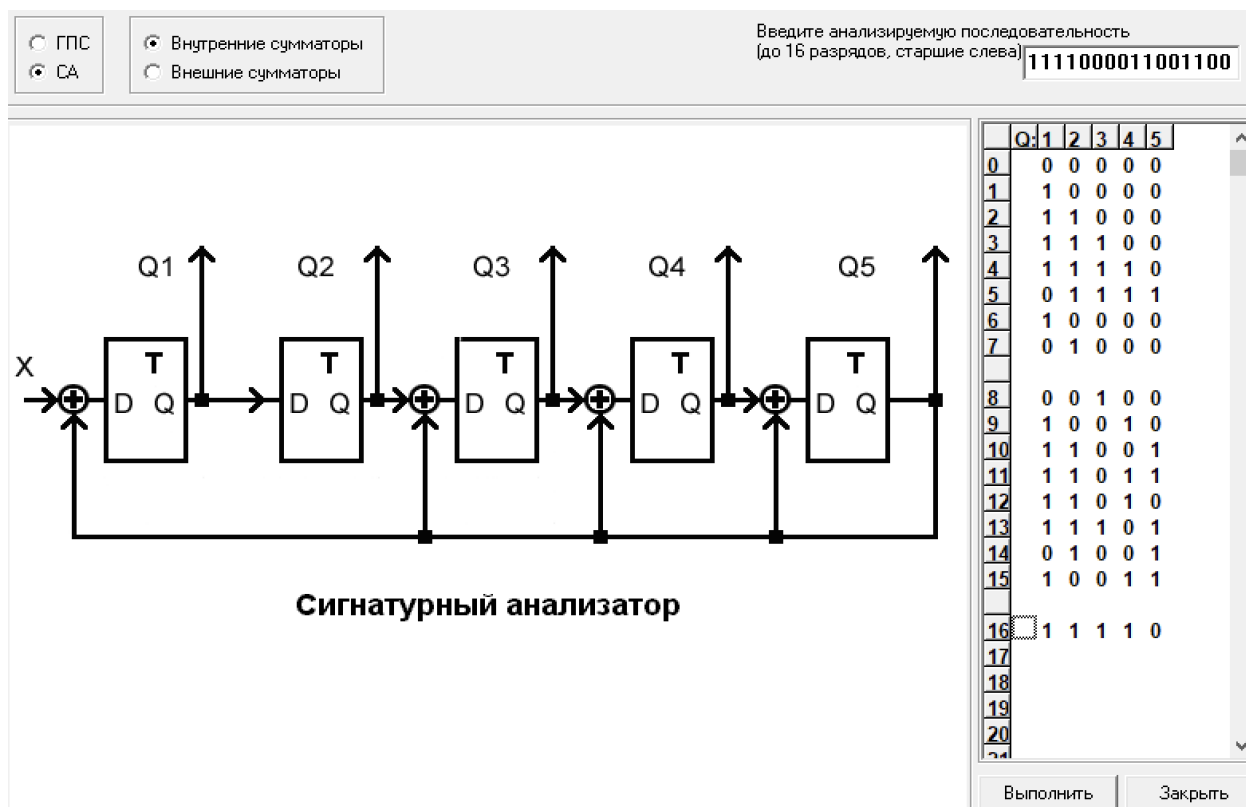 ГПС
СА
Внутренние сумматоры
Внешние сумматоры
Введите анализируемую последовательность
(до 16 разрядов, старшие слева)
1111000011001100
Q1 Q2 Q3 Q4 Q5
X
T T T T T
D Q D Q D Q D Q D Q
Сигнатурный анализатор
Q: 1 2 3 4 5
0 0 0 0 0 0
1 1 0 0 0 0
2 1 1 0 0 0
3 1 1 1 0 0
4 1 1 1 1 0
5 0 1 1 1 1
6 1 0 0 0 0
7 0 1 0 0 0
8 0 0 1 0 0
9 1 0 0 1 0
10 1 1 0 0 1
11 1 1 0 1 1
12 1 1 0 1 0
13 1 1 1 0 1
14 0 1 0 0 1
15 1 0 0 1 1
16 1 1 1 1 0
17
18
19
20
Выполнить
Закрыть